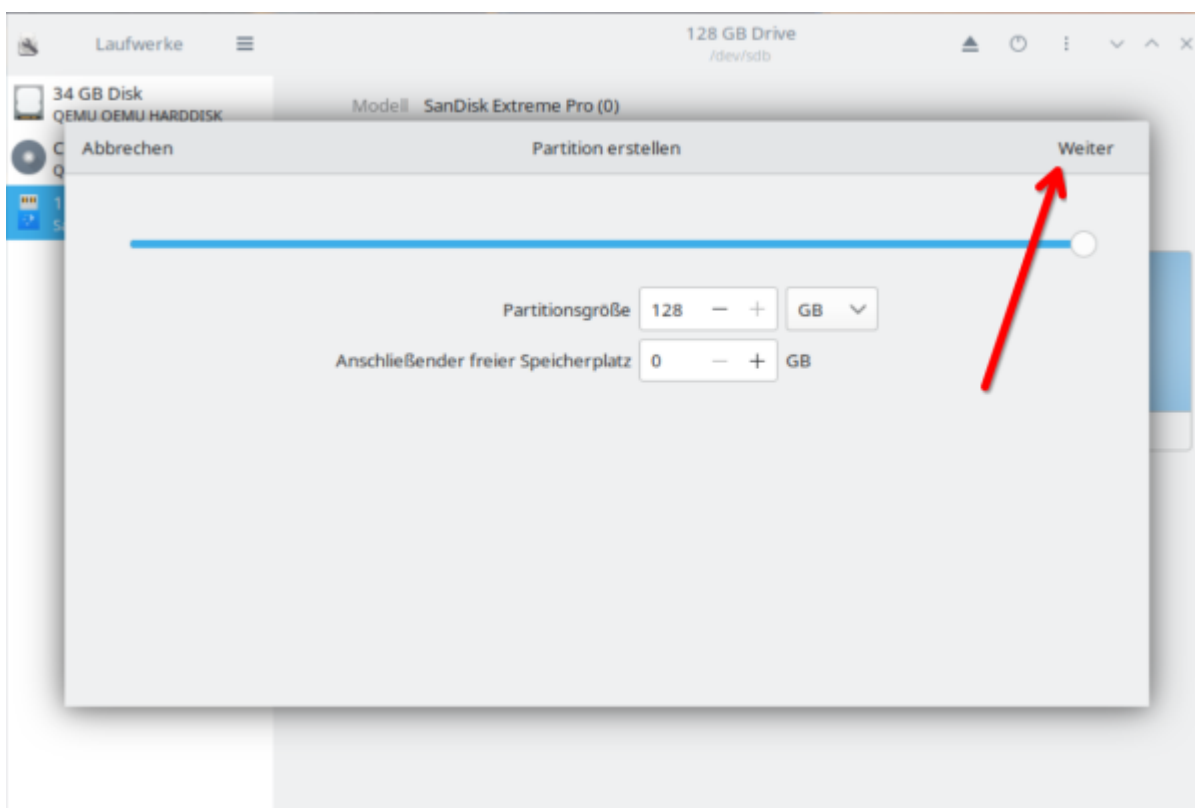 Laufwerke
128 GB Drive
/dev/sdb
34 GB Disk
QEMU QEMU HARDDISK
Modell SanDisk Extreme Pro (0)
Abbrechen
Partition erstellen
Weiter
Partitionsgröße 128 GB
Anschließender freier Speicherplatz 0 GB